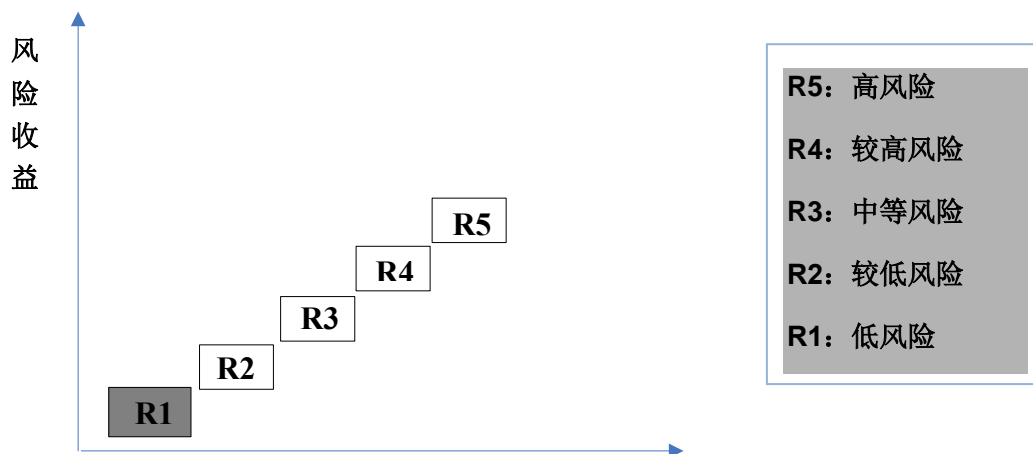 风
险
收
益
R5
R4
R3
R2
R1
R5：高风险
R4：较高风险
R3：中等风险
R2：较低风险
R1：低风险